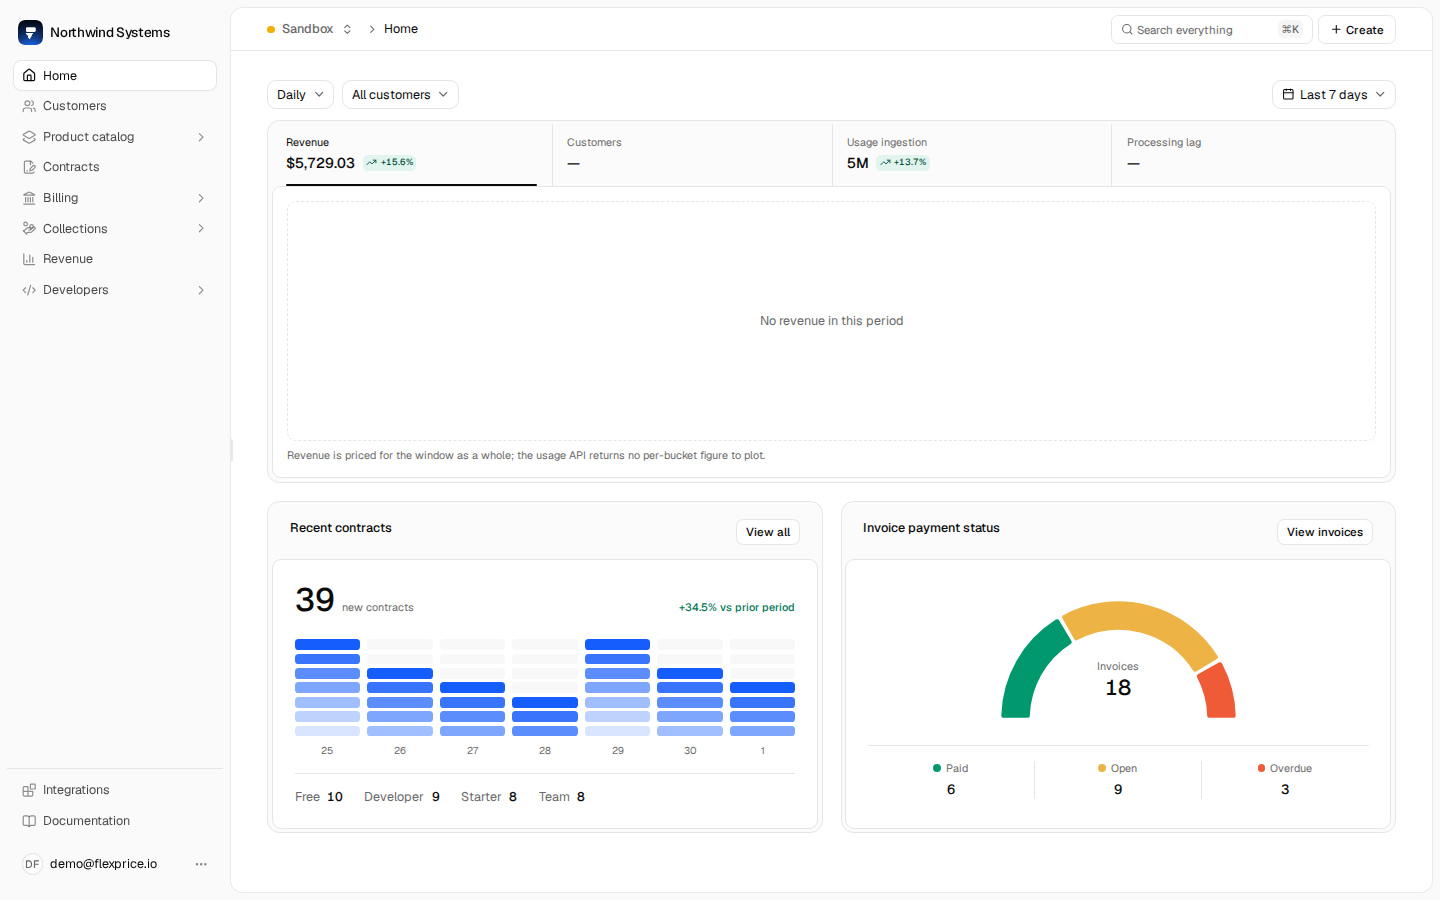 Northwind Systems
Home
Customers
Product catalog
Contracts
Billing
Collections
Revenue
Developers
Integrations
Documentation
DF demo@flexprice.io
Sandbox Home
Search everything ⌘K
Create
Daily All customers
Last 7 days
Revenue
$5,729.03 +15.6%
Customers
—
Usage ingestion
5M +13.7%
Processing lag
—
No revenue in this period
Revenue is priced for the window as a whole; the usage API returns no per-bucket figure to plot.
Recent contracts
View all
39 new contracts
+34.5% vs prior period
25 26 27 28 29 30 1
Free 10 Developer 9 Starter 8 Team 8
Invoice payment status
View invoices
Invoices
18
Paid
6
Open
9
Overdue
3